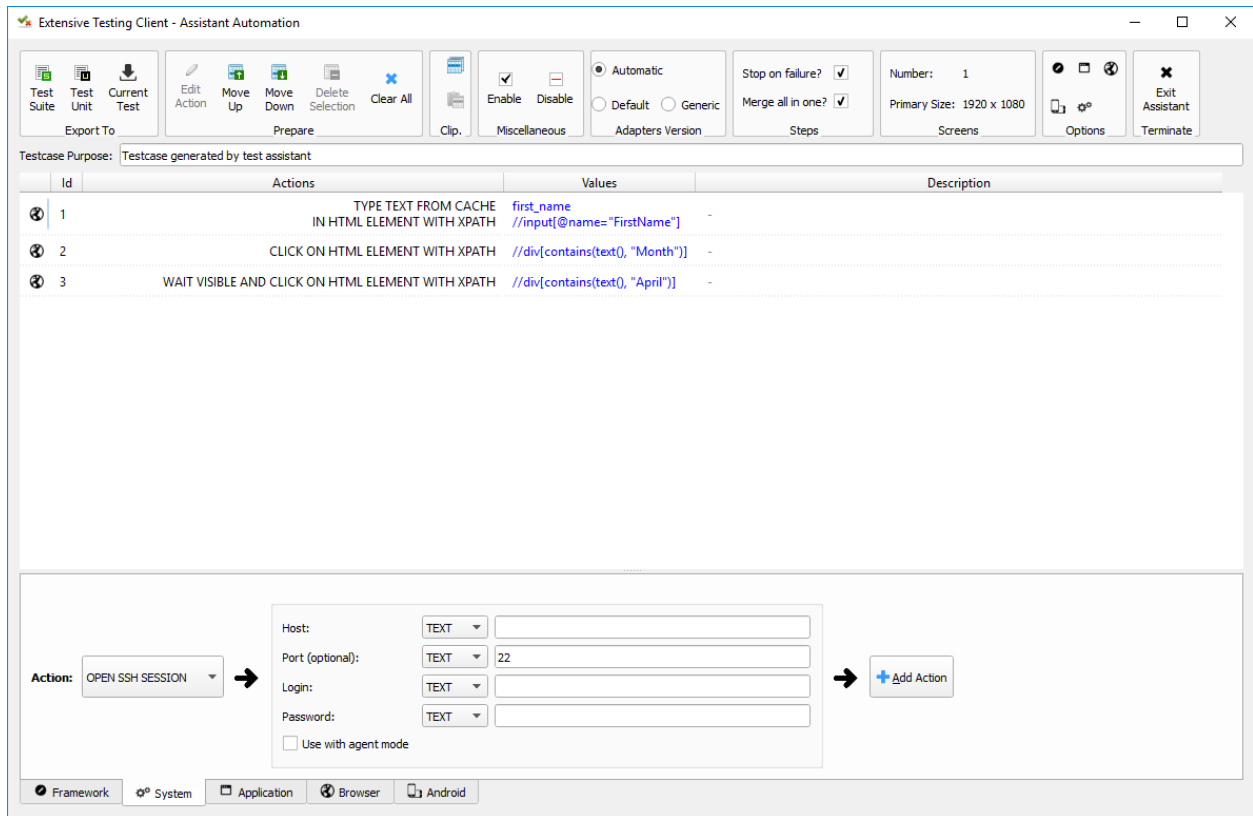 Extensive Testing Client - Assistant Automation
Test Suite
Test Unit
Current Test
Export To
Edit Action
Move Up
Move Down
Delete Selection
Clear All
Prepare
Clip.
Enable
Disable
Miscellaneous
Automatic
Default
Generic
Adapters Version
Stop on failure?
Merge all in one?
Steps
Number: 1
Primary Size: 1920 x 1080
Screens
Options
Exit Assistant
Terminate
Testcase Purpose: Testcase generated by test assistant
Id Actions Values Description
1 TYPE TEXT FROM CACHE first_name
IN HTML ELEMENT WITH XPATH //input[@name="FirstName"] -
2 CLICK ON HTML ELEMENT WITH XPATH //div[contains(text(), "Month")] -
3 WAIT VISIBLE AND CLICK ON HTML ELEMENT WITH XPATH //div[contains(text(), "April")] -
Host: TEXT
Port (optional): TEXT 22
Action: OPEN SSH SESSION
Login: TEXT
Password: TEXT
Use with agent mode
Add Action
Framework
System
Application
Browser
Android